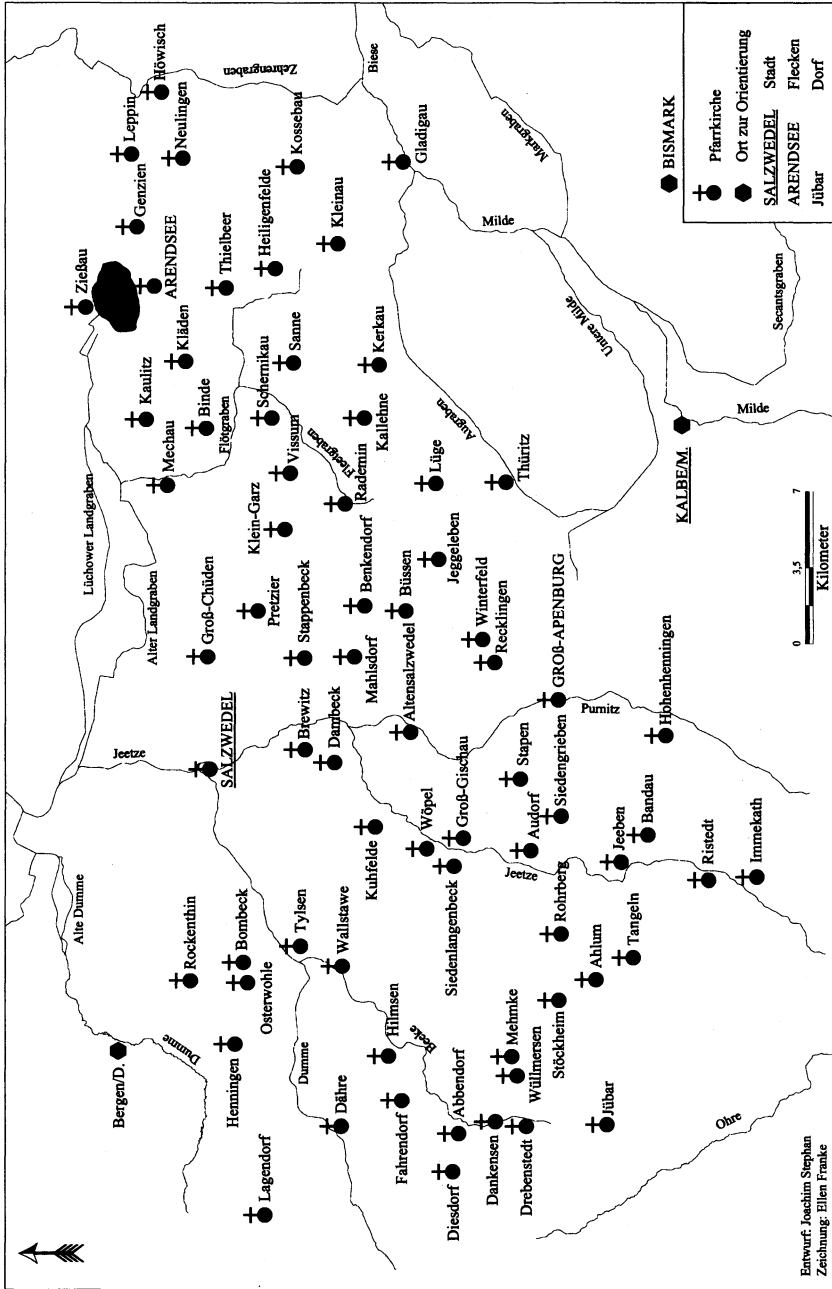 Lüchower Landgraben
Alter Landgraben
Jeetze
Alte Dumme
Dumme
Bergen/D.
Zießau
Leppin
Höwisch
Genzien
Neulingen
ARENDSEE
Kaulitz
Kläden
Mechau
Binde
Thielbeer
Zehrengraben
Flötgraben
Groß-Chüden
SALZWEDEL
Rockenthin
Bombeck
Osterwohle
Henningen
Lagendorf
Heiligenfelde
Kossebau
Schernikau
Sanne
Vissum
Fleetgraben
Klein-Garz
Pretzier
Stappenbeck
Brewitz
Tylsen
Dumme
Kleinau
Biese
Rademin
Benkendorf
Mahlsdorf
Dambeck
Wallstawe
Dähre
Kerkau
Kallehne
Kuhfelde
Hilmsen
Fahrendorf
Gladigau
Büssen
Altensalzwedel
Wöpel
Beeke
Augraben
Lüge
Jeggeleben
Groß-Gischau
Siedenlangenbeck
Abbendorf
Diesdorf
Winterfeld
Recklingen
Thüritz
Dankensen
Mehmke
Wüllmersen
Drebenstedt
Stapen
Audorf
Jeetze
Markgraben
Milde
Untere Milde
GROß-APENBURG
Siedengrieben
Rohrberg
Stöckheim
Purnitz
Ahlum
Jübar
Jeeben
Bandau
Tangeln
Hohenhenningen
BISMARK
KALBE/M.
Ristedt
Immekath
Milde
Secantsgraben
Ohre
0 3,5 7
Kilometer
Pfarrkirche
Ort zur Orientierung
SALZWEDEL Stadt
ARENDSEE Flecken
Jübar Dorf
Entwurf: Joachim Stephan
Zeichnung: Ellen Franke